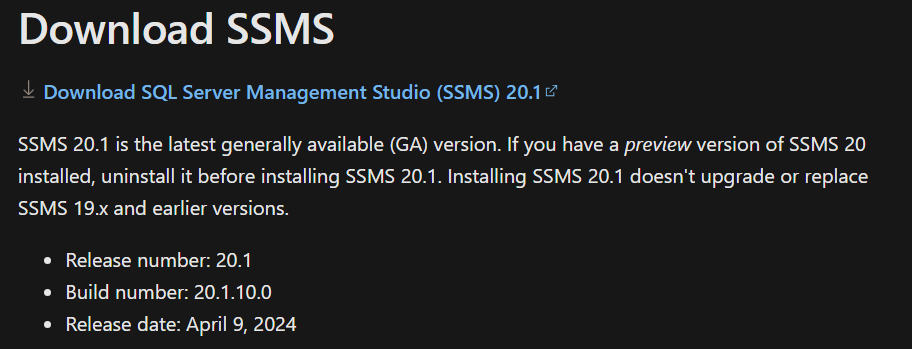 Download SSMS
Download SQL Server Management Studio (SSMS) 20.1
SSMS 20.1 is the latest generally available (GA) version. If you have a preview version of SSMS 20
installed, uninstall it before installing SSMS 20.1. Installing SSMS 20.1 doesn't upgrade or replace
SSMS 19.x and earlier versions.
• Release number: 20.1
• Build number: 20.1.10.0
• Release date: April 9, 2024